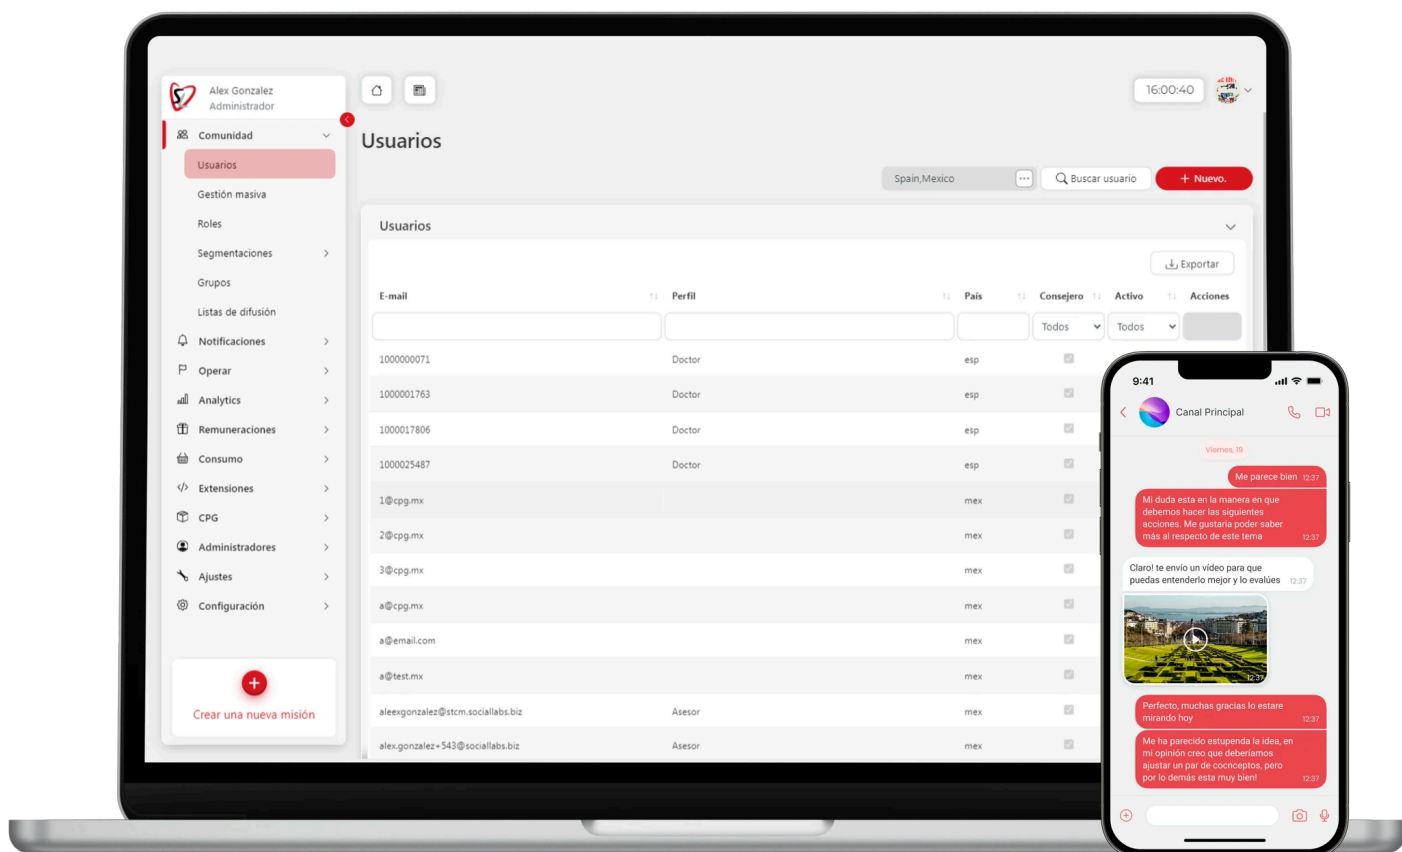 Alex Gonzalez
Administrador
Comunidad
Usuarios
Gestión masiva
Roles
Segmentaciones
Grupos
Listas de difusión
Notificaciones
Operar
Analytics
Remuneraciones
Consumo
Extensiones
CPG
Administradores
Ajustes
Configuración
Crear una nueva misión
16:00:40
Usuarios
Spain,Mexico
Buscar usuario
+ Nuevo.
Usuarios
Exportar
E-mail Perfil País Consejero Activo Acciones
Todos Todos
1000000071 Doctor esp
1000001763 Doctor esp
1000017806 Doctor esp
1000025487 Doctor esp
1@cpg.mx mex
2@cpg.mx mex
3@cpg.mx mex
a@cpg.mx mex
a@email.com mex
a@test.mx mex
aleexgonzalez@stcm.sociallabs.biz Asesor mex
alex.gonzalez+543@sociallabs.biz Asesor mex
9:41
Canal Principal
Viernes, 19
Me parece bien 12:37
Mi duda esta en la manera en que
debemos hacer las siguientes
acciones. Me gustaria poder saber
más al respecto de este tema 12:37
Claro! te envío un vídeo para que
puedas entenderlo mejor y lo evalúes 12:37
12:37
Perfecto, muchas gracias lo estare
mirando hoy 12:37
Me ha parecido estupenda la idea, en
mi opinión creo que deberíamos
ajustar un par de cocnceptos, pero
por lo demás esta muy bien! 12:37